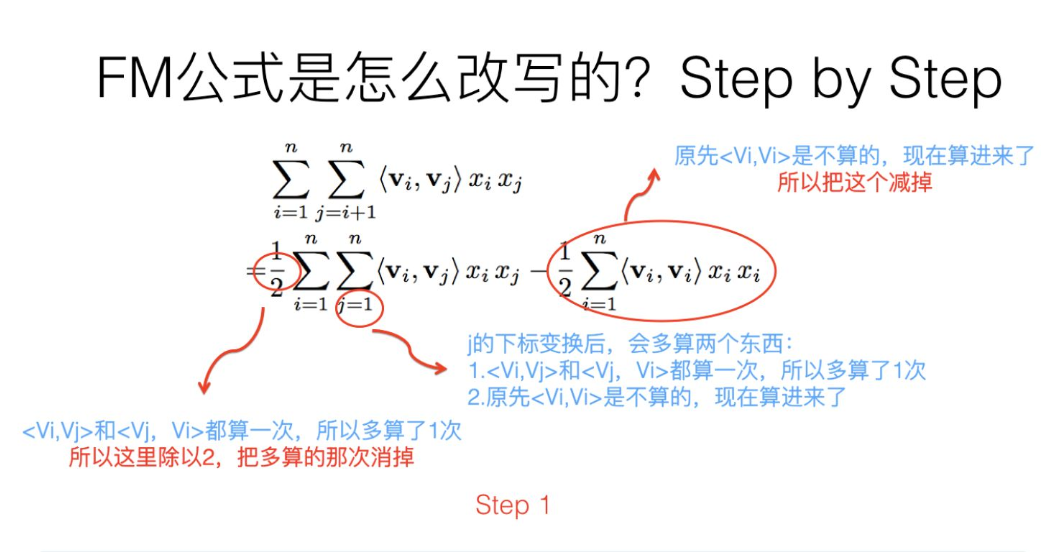 FM公式是怎么改写的？Step by Step
\sum_{i=1}^{n} \sum_{j=i+1}^{n} \langle \mathbf{v}_i, \mathbf{v}_j \rangle x_i x_j
原先<Vi,Vi>是不算的，现在算进来了
所以把这个减掉
= \frac{1}{2} \sum_{i=1}^{n} \sum_{j=1}^{n} \langle \mathbf{v}_i, \mathbf{v}_j \rangle x_i x_j - \frac{1}{2} \sum_{i=1}^{n} \langle \mathbf{v}_i, \mathbf{v}_i \rangle x_i x_i
j的下标变换后，会多算两个东西：
1.<Vi,Vj>和<Vj，Vi>都算一次，所以多算了1次
2.原先<Vi,Vi>是不算的，现在算进来了
<Vi,Vj>和<Vj，Vi>都算一次，所以多算了1次
所以这里除以2，把多算的那次消掉
Step 1